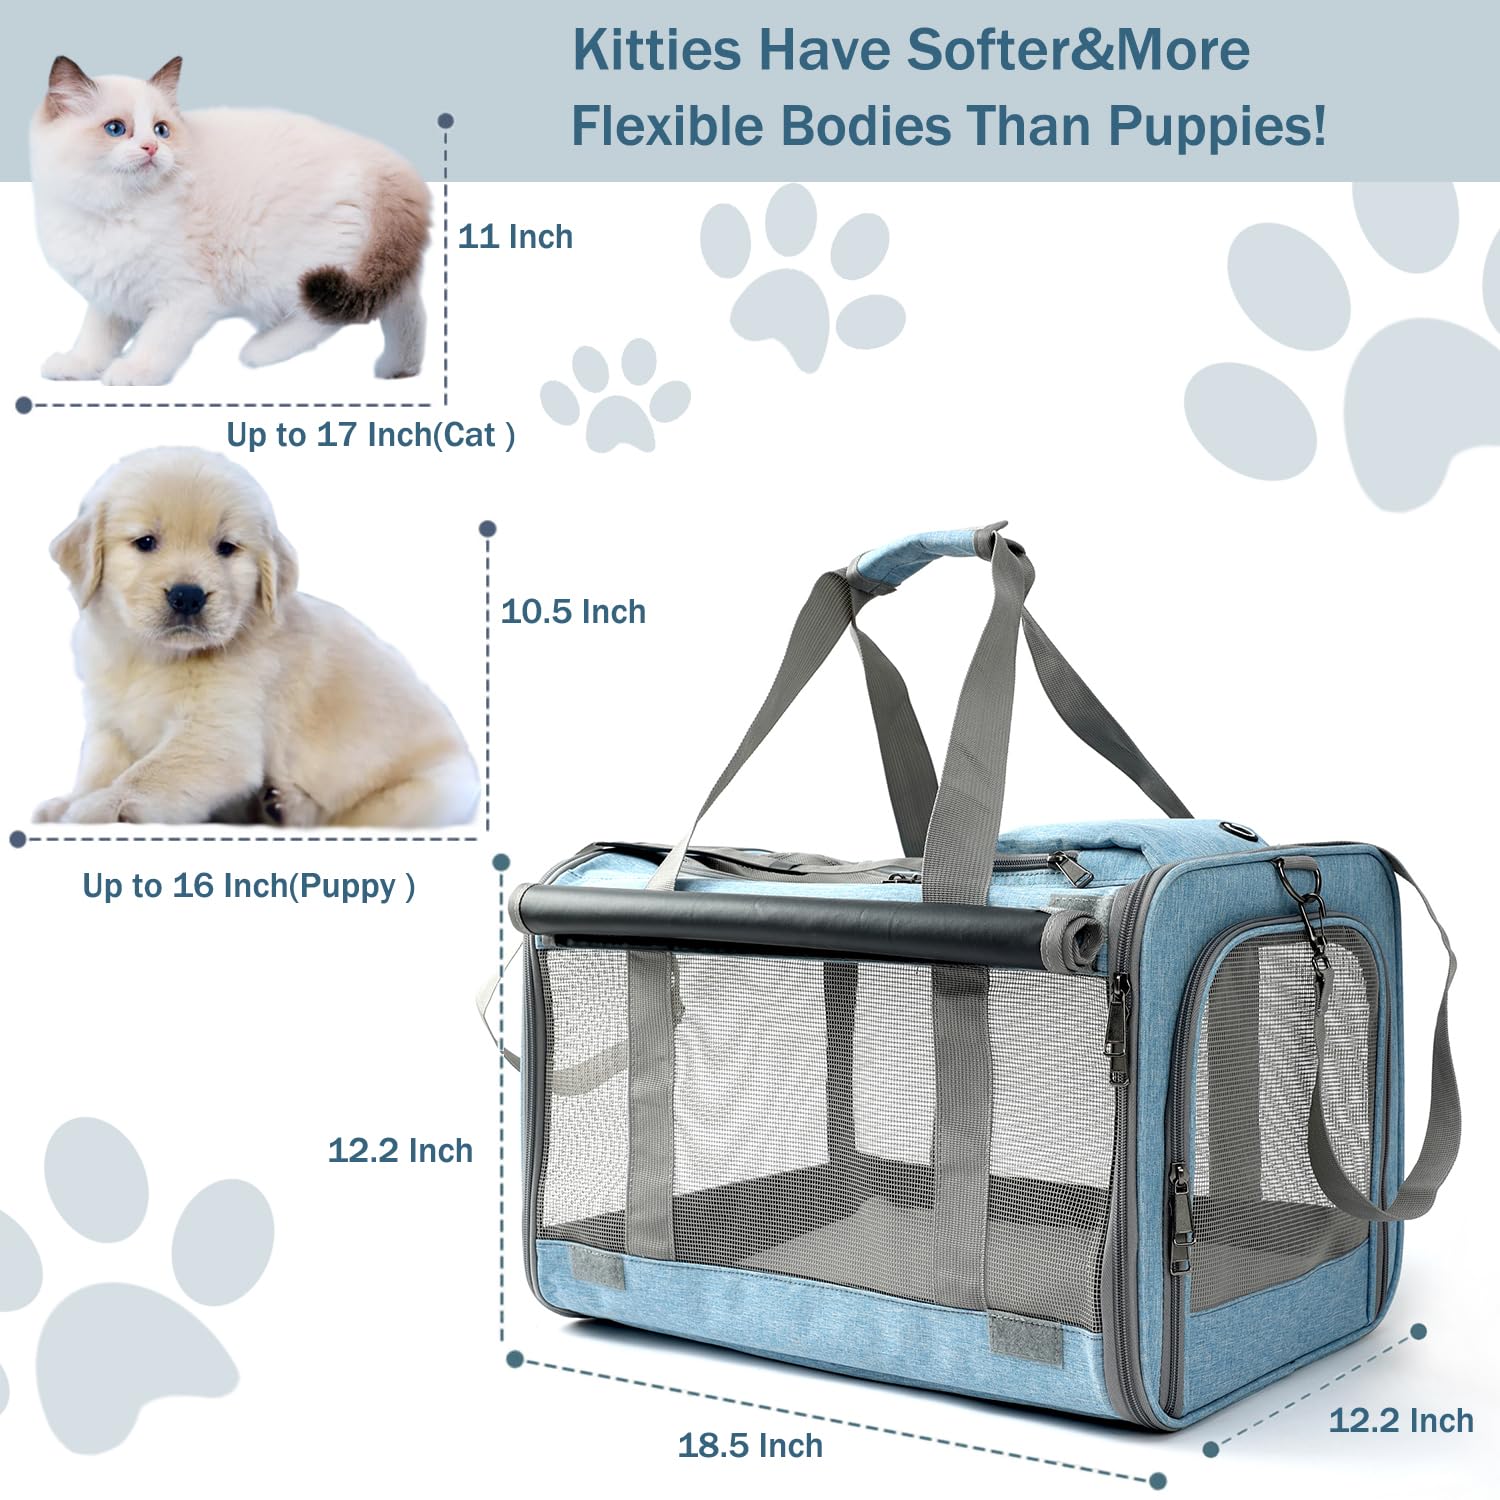 Kitties Have Softer&More
Flexible Bodies Than Puppies!
11 Inch
Up to 17 Inch(Cat )
10.5 Inch
Up to 16 Inch(Puppy )
12.2 Inch
18.5 Inch
12.2 Inch